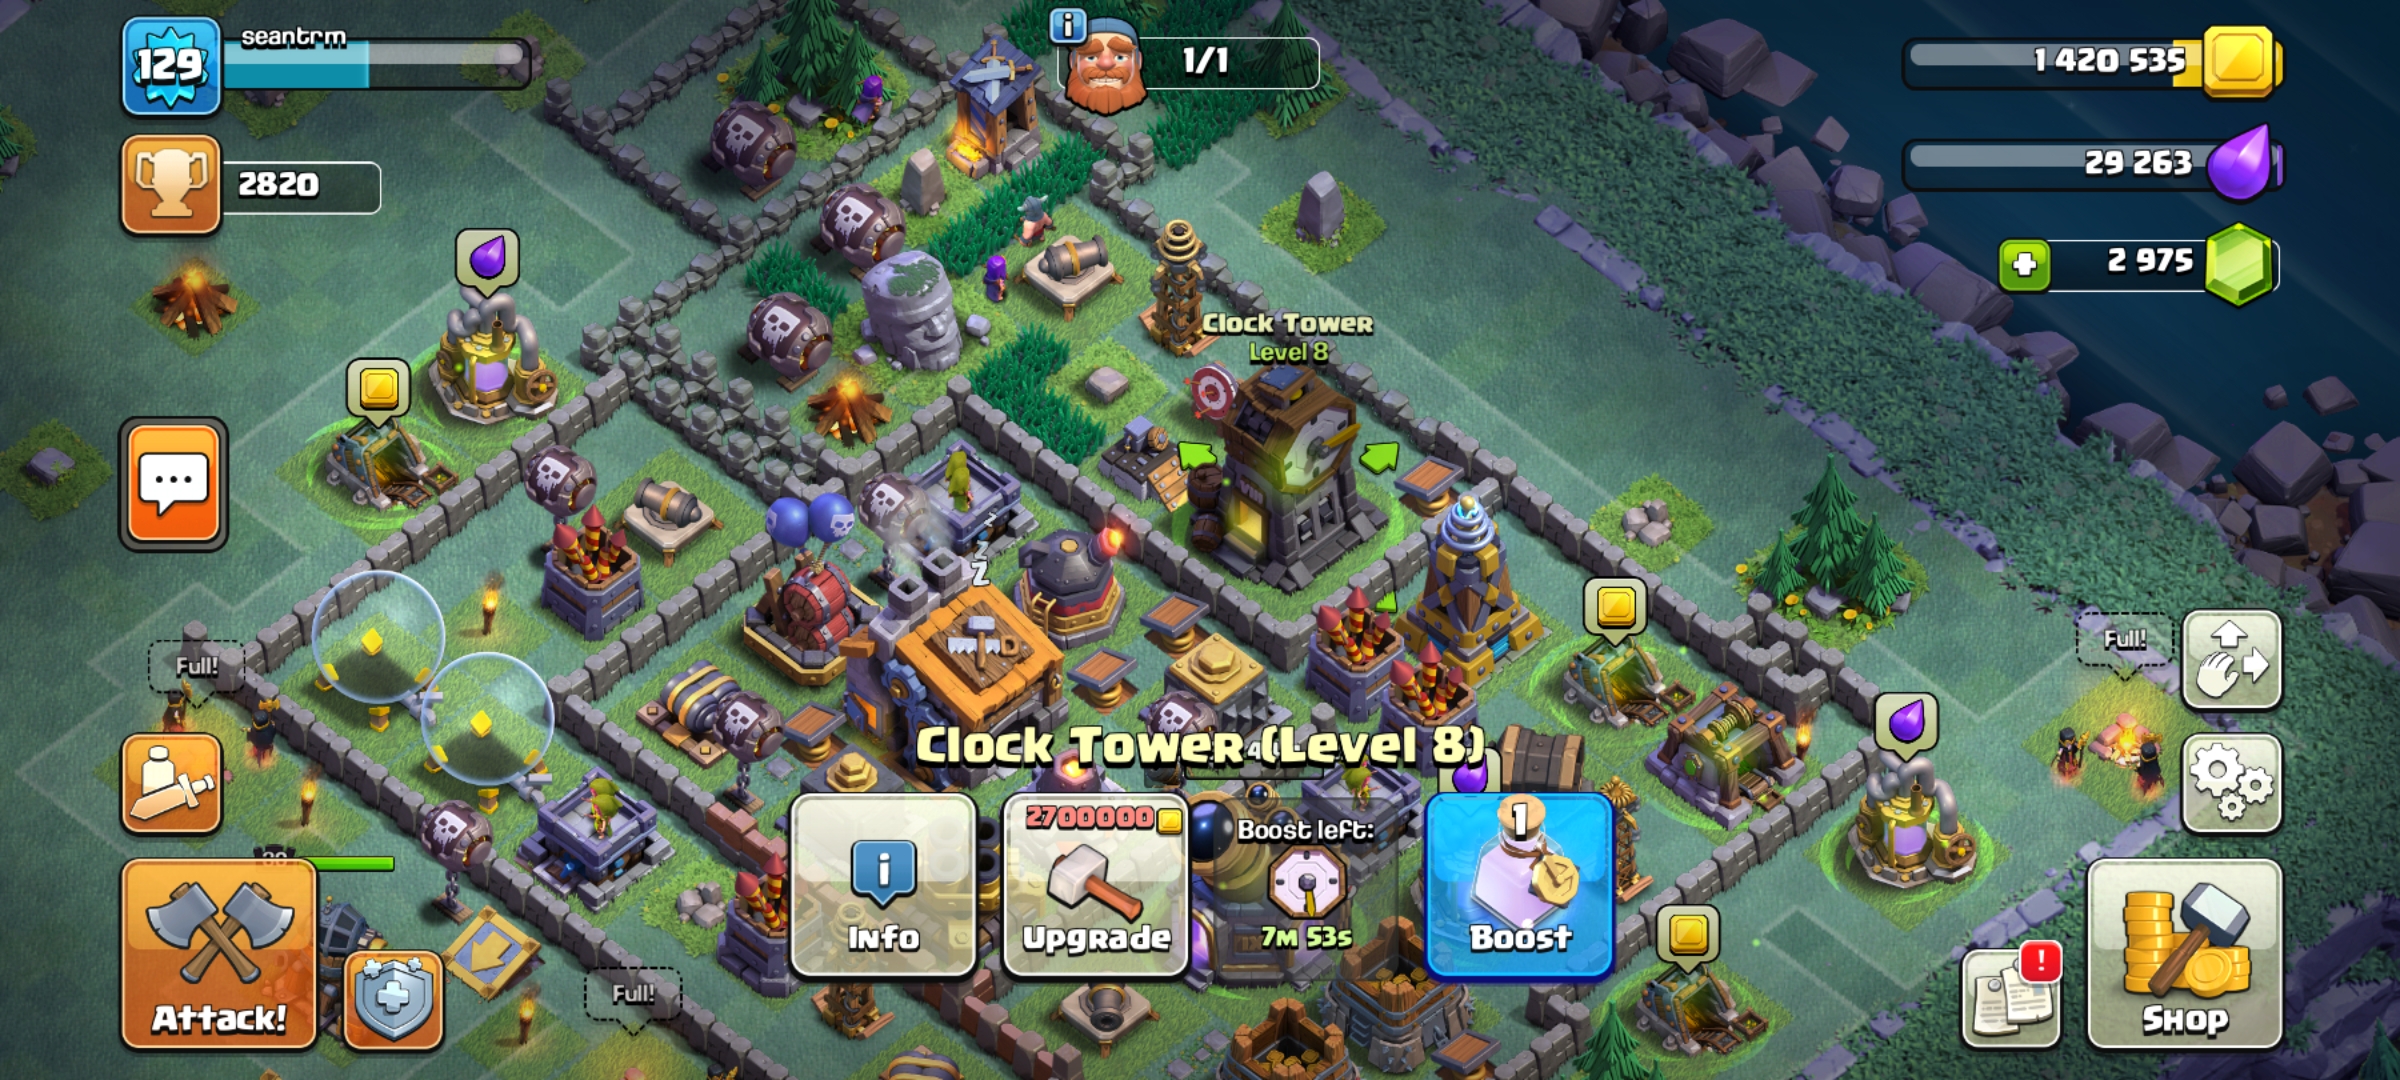 129
seantrm
1/1
1 420 535
2820
29 263
2 975
Clock Tower
Level 8
z
z
Z
Full!
Full!
Clock Tower (Level 8)
2700000
Boost left:
1
Info
Upgrade
7m 53s
Boost
Full!
Attack!
!
Shop